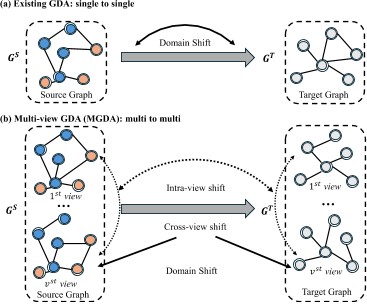 (a) Existing GDA: single to single
Domain Shift
G^S
G^T
Source Graph
Target Graph
(b) Multi-view GDA (MGDA): multi to multi
1^st view
1^st view
Intra-view shift
...
...
G^S
G^T
Cross-view shift
Domain Shift
v^st view
v^st view
Source Graph
Target Graph